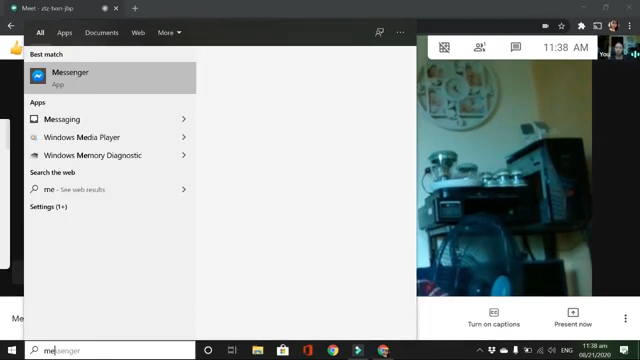 Meet - ztz-tvxn-jbp
All Apps Documents Web More
11:38 AM
You
Best match
Messenger
App
Apps
Messaging
Windows Media Player
Windows Memory Diagnostic
Search the web
me - See web results
Settings (1+)
Me
Turn on captions
Present now
messenger
ENG
11:38 am
08/21/2020